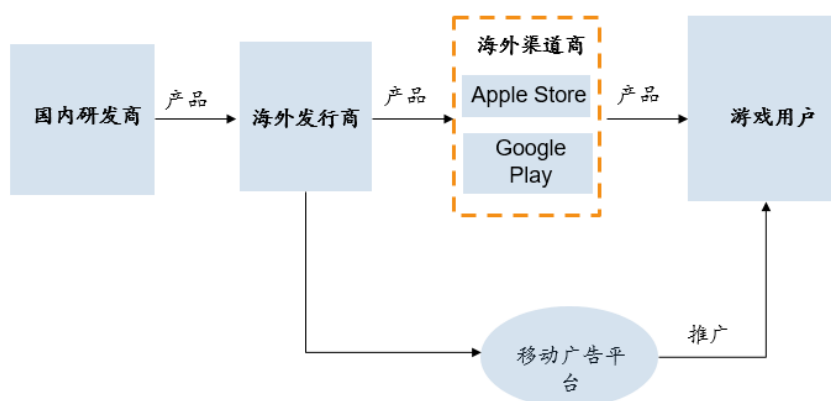 海外渠道商
国内研发商
产品
海外发行商
产品
Apple Store
Google
Play
产品
游戏用户
移动广告平
台
推广